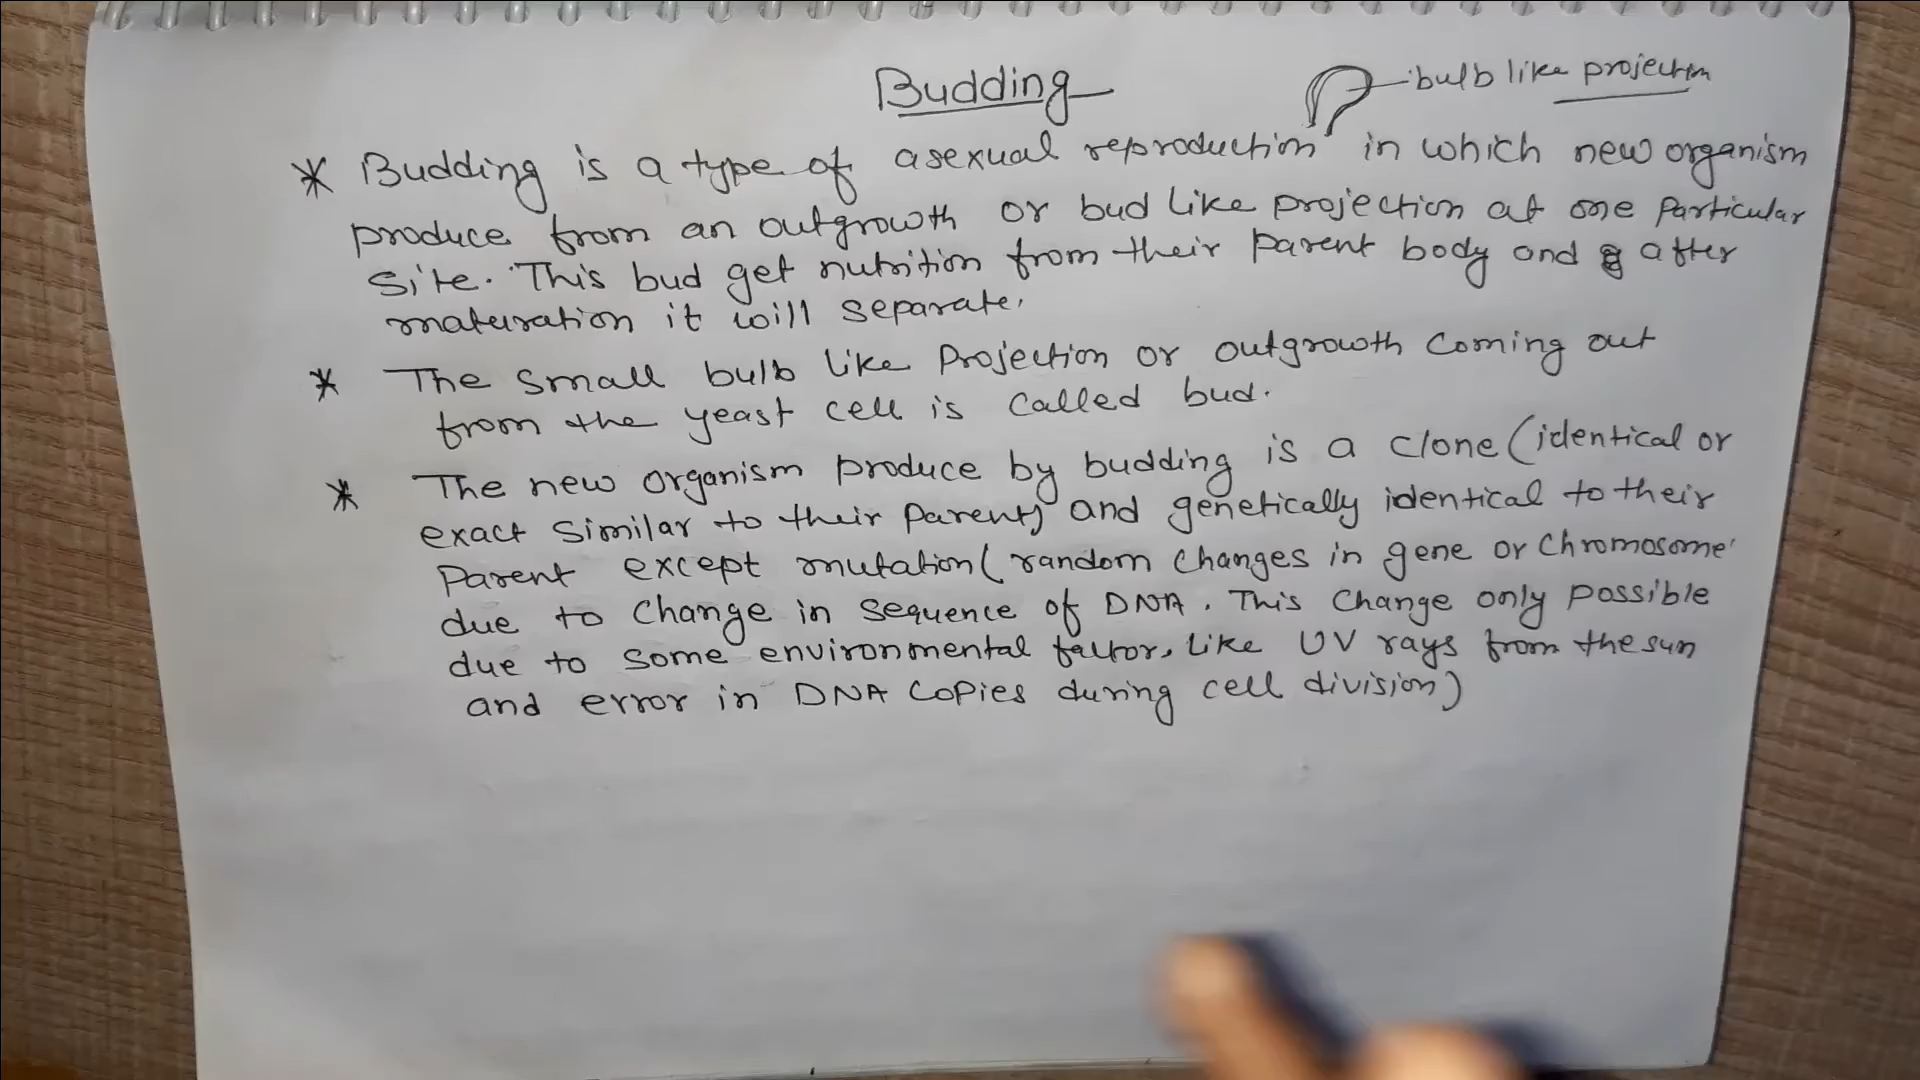 Budding
bulb like projection
* Budding is a type of asexual reproduction in which new organism
produce from an outgrowth or bud like projection at one particular
site. This bud get nutrition from their parent body and after
maturation it will separate.
* The small bulb like projection or outgrowth coming out
from the yeast cell is called bud.
* The new organism produce by budding is a clone (identical or
exact similar to their parent) and genetically identical to their
parent except mutation (random changes in gene or chromosome
due to change in sequence of DNA. This change only possible
due to some environmental factor, like UV rays from the sun
and error in DNA copies during cell division)